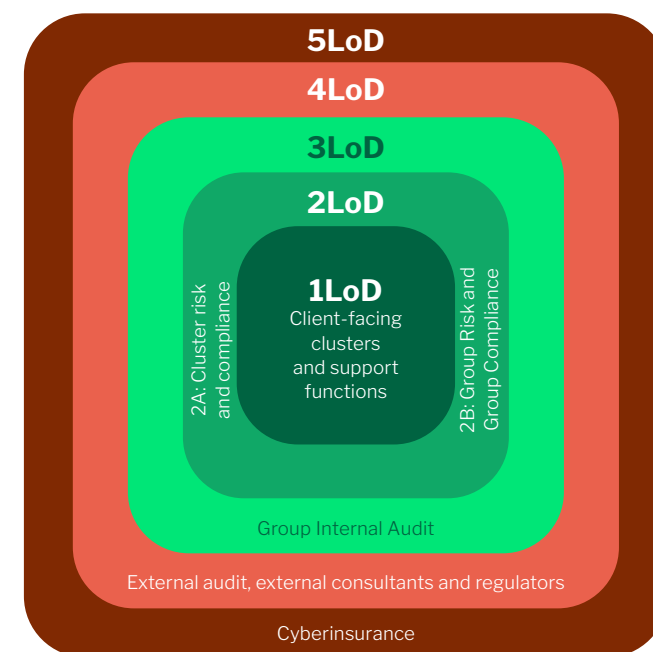 5LoD
4LoD
3LoD
2LoD
1LoD
Client-facing
clusters
and support
functions
2A: Cluster risk
and compliance
2B: Group Risk and
Group Compliance
Group Internal Audit
External audit, external consultants and regulators
Cyberinsurance